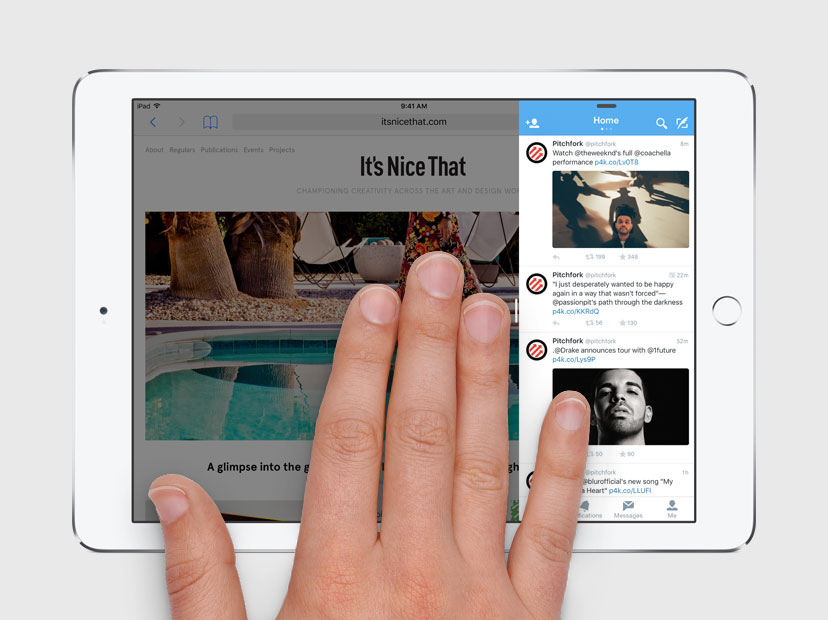 iPad
9:41 AM
itsnicethat.com
About Regulars Publications Events Projects
It's Nice That
CHAMPIONING CREATIVITY ACROSS THE ART AND DESIGN
A glimpse into the
Home
Pitchfork @pitchfork 8m
Watch @theweeknd's full @coachella
performance p4k.co/Lv0T8
199 348
Pitchfork @pitchfork 22m
"I just desperately wanted to be happy
again in a way that wasn't forced"—
@passionpit's path through the darkness
p4k.co/KKRdQ
56 130
Pitchfork @pitchfork 32m
.@Drake announces tour with @1future
p4k.co/Lys9P
50 90
@pitchfork 1h
@blurofficial's new song "My
a Heart" p4k.co/LLUFI
Messages Me